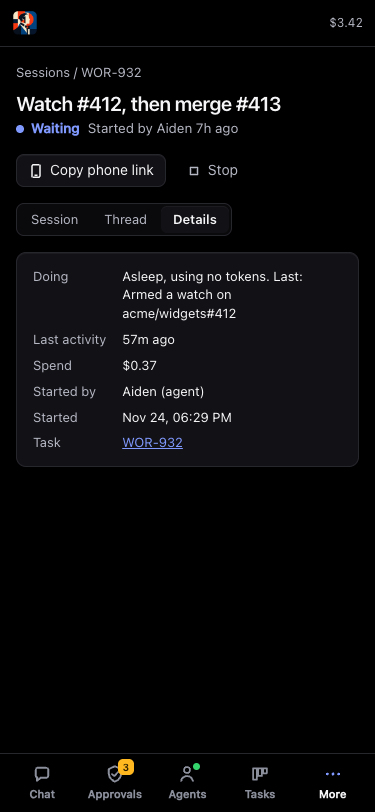 $3.42
Sessions / WOR-932
Watch #412, then merge #413
Waiting Started by Aiden 7h ago
Copy phone link Stop
Session Thread Details
Doing Asleep, using no tokens. Last:
Armed a watch on
acme/widgets#412
Last activity 57m ago
Spend $0.37
Started by Aiden (agent)
Started Nov 24, 06:29 PM
Task WOR-932
3
Chat Approvals Agents Tasks More